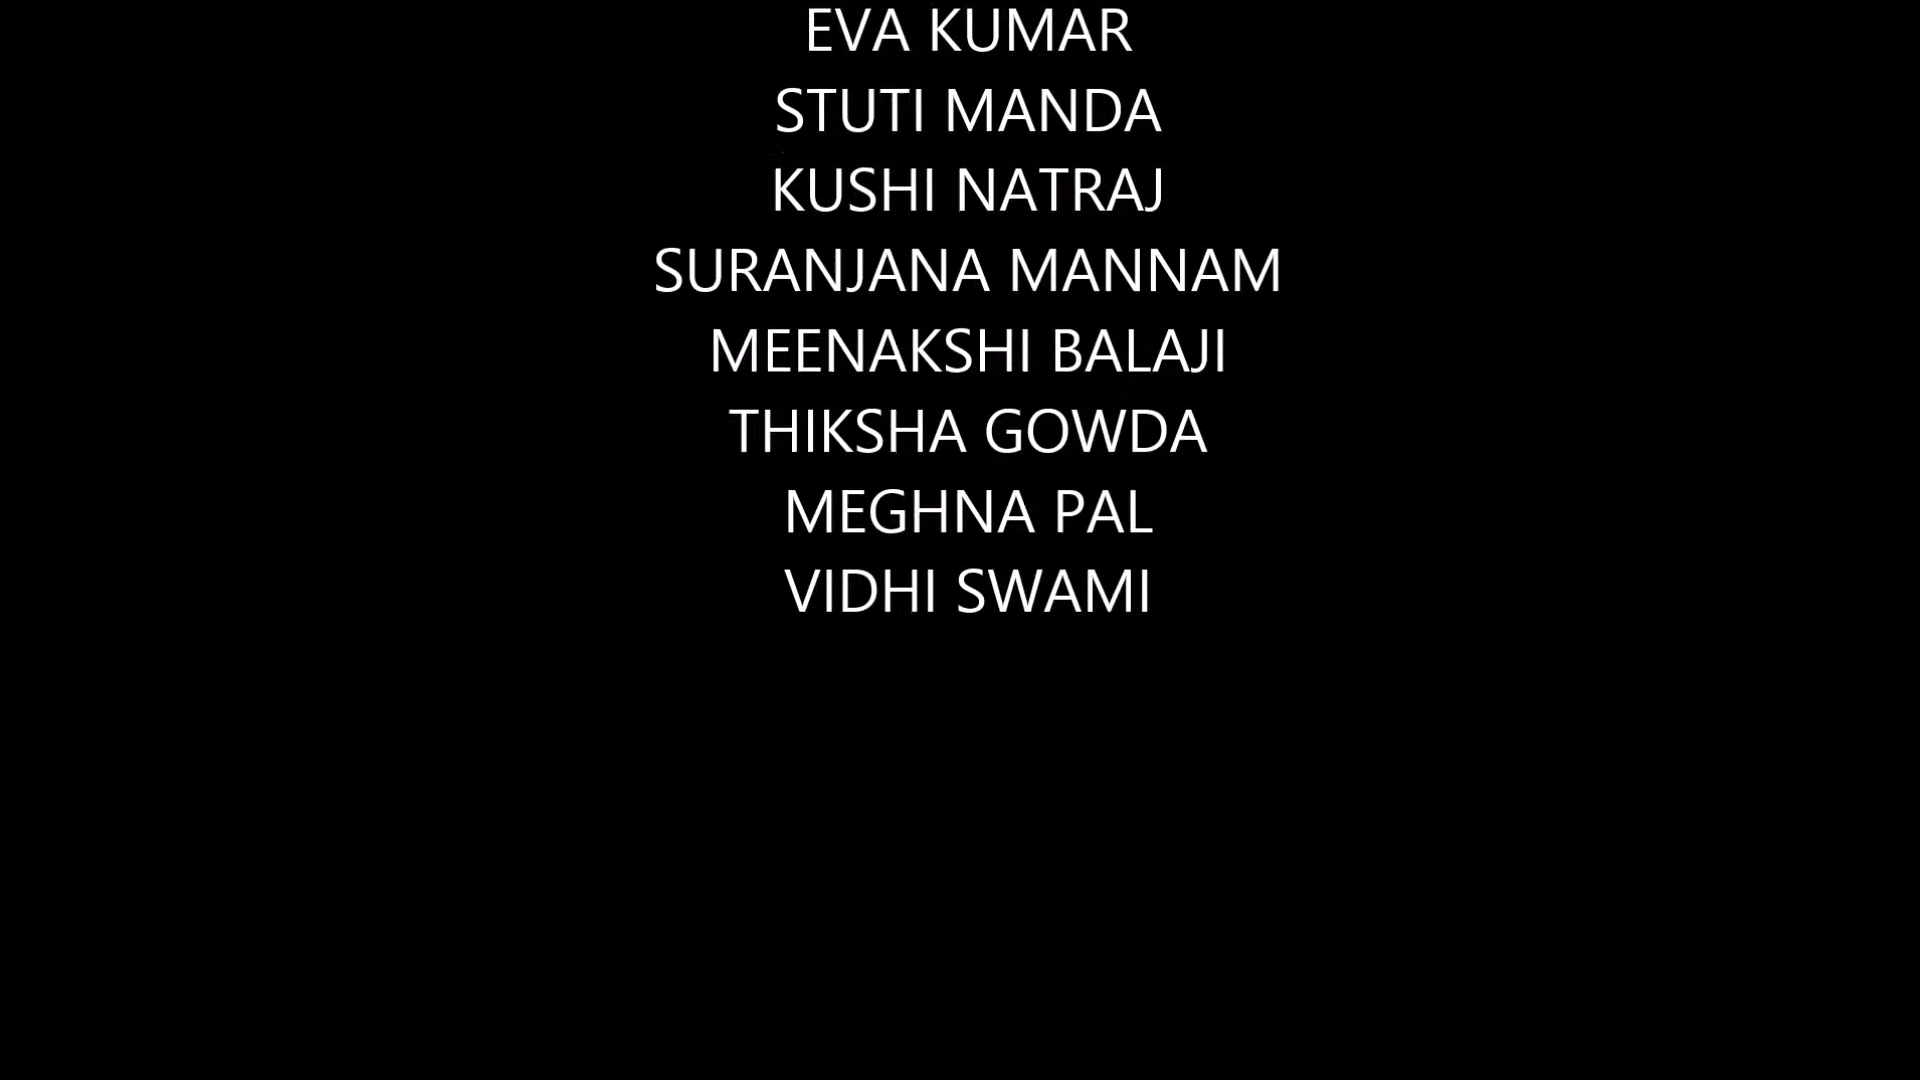 EVA KUMAR
STUTI MANDA
KUSHI NATRAJ
SURANJANA MANNAM
MEENAKSHI BALAJI
THIKSHA GOWDA
MEGHNA PAL
VIDHI SWAMI